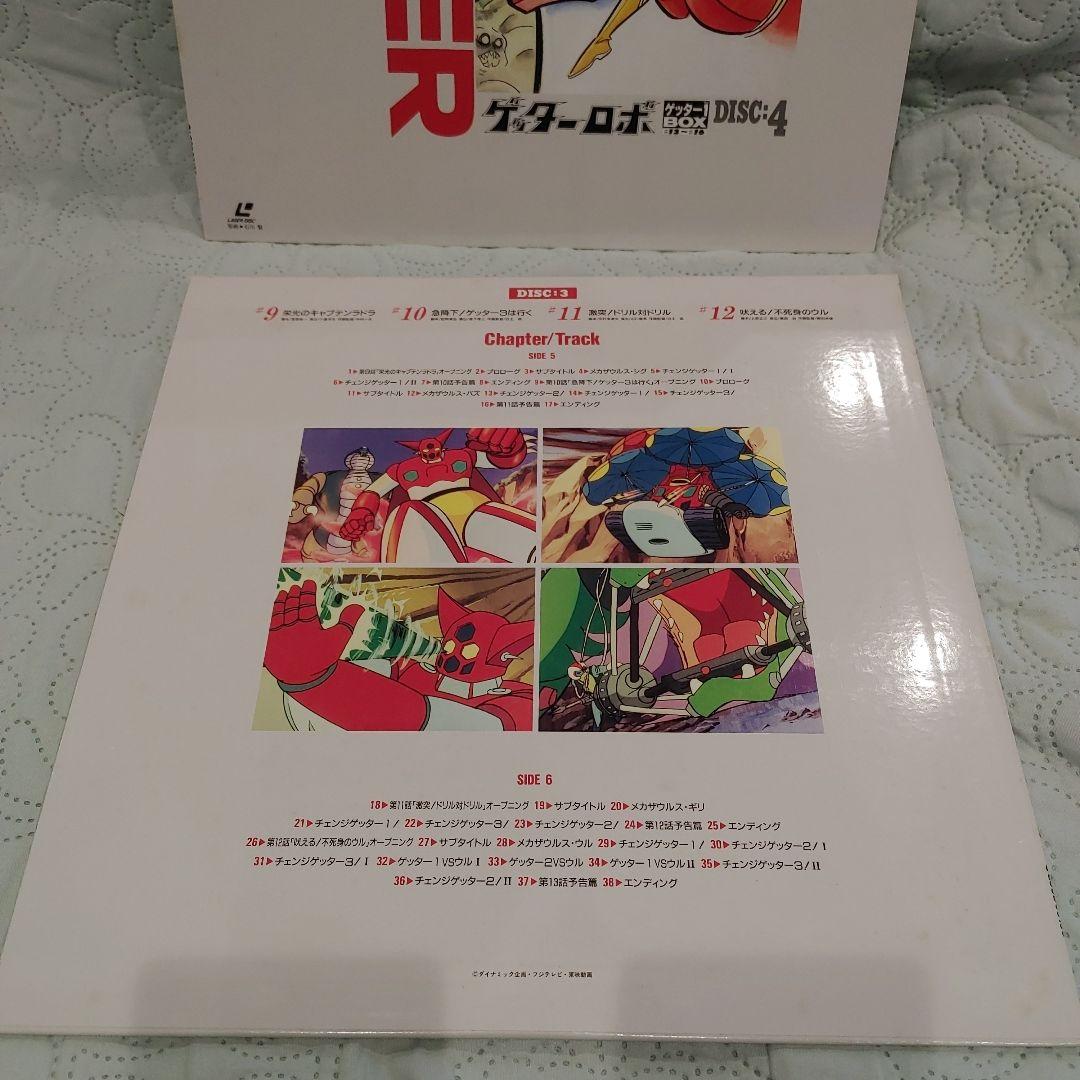 ER
ゲッターロボ ゲッター1 BOX #13~#16 DISC:4
LASER DISC
DISC:3
#9 栄光のキャプテンラドラ #10 急降下!ゲッター3は行く #11 激突!ドリル対ドリル #12 吠える!不死身のウル
Chapter/Track
SIDE 5
1▶第9話「栄光のキャプテンラドラ」オープニング 2▶プロローグ 3▶サブタイトル 4▶メカザウルス・シグ 5▶チェンジゲッター1!I
6▶チェンジゲッター1!II 7▶第10話予告篇 8▶エンディング 9▶第10話「急降下!ゲッター3は行く」オープニング 10▶プロローグ
11▶サブタイトル 12▶メカザウルス・バズ 13▶チェンジゲッター2! 14▶チェンジゲッター1! 15▶チェンジゲッター3!
16▶第11話予告篇 17▶エンディング
SIDE 6
18▶第11話「激突!ドリル対ドリル」オープニング 19▶サブタイトル 20▶メカザウルス・ギリ
21▶チェンジゲッター1! 22▶チェンジゲッター3! 23▶チェンジゲッター2! 24▶第12話予告篇 25▶エンディング
26▶第12話「吠える!不死身のウル」オープニング 27▶サブタイトル 28▶メカザウルス・ウル 29▶チェンジゲッター1! 30▶チェンジゲッター2!I
31▶チェンジゲッター3!I 32▶ゲッター1VSウルI 33▶ゲッター2VSウル 34▶ゲッター1VSウルII 35▶チェンジゲッター3!II
36▶チェンジゲッター2!II 37▶第13話予告篇 38▶エンディング
©ダイナミック企画・フジテレビ・東映動画